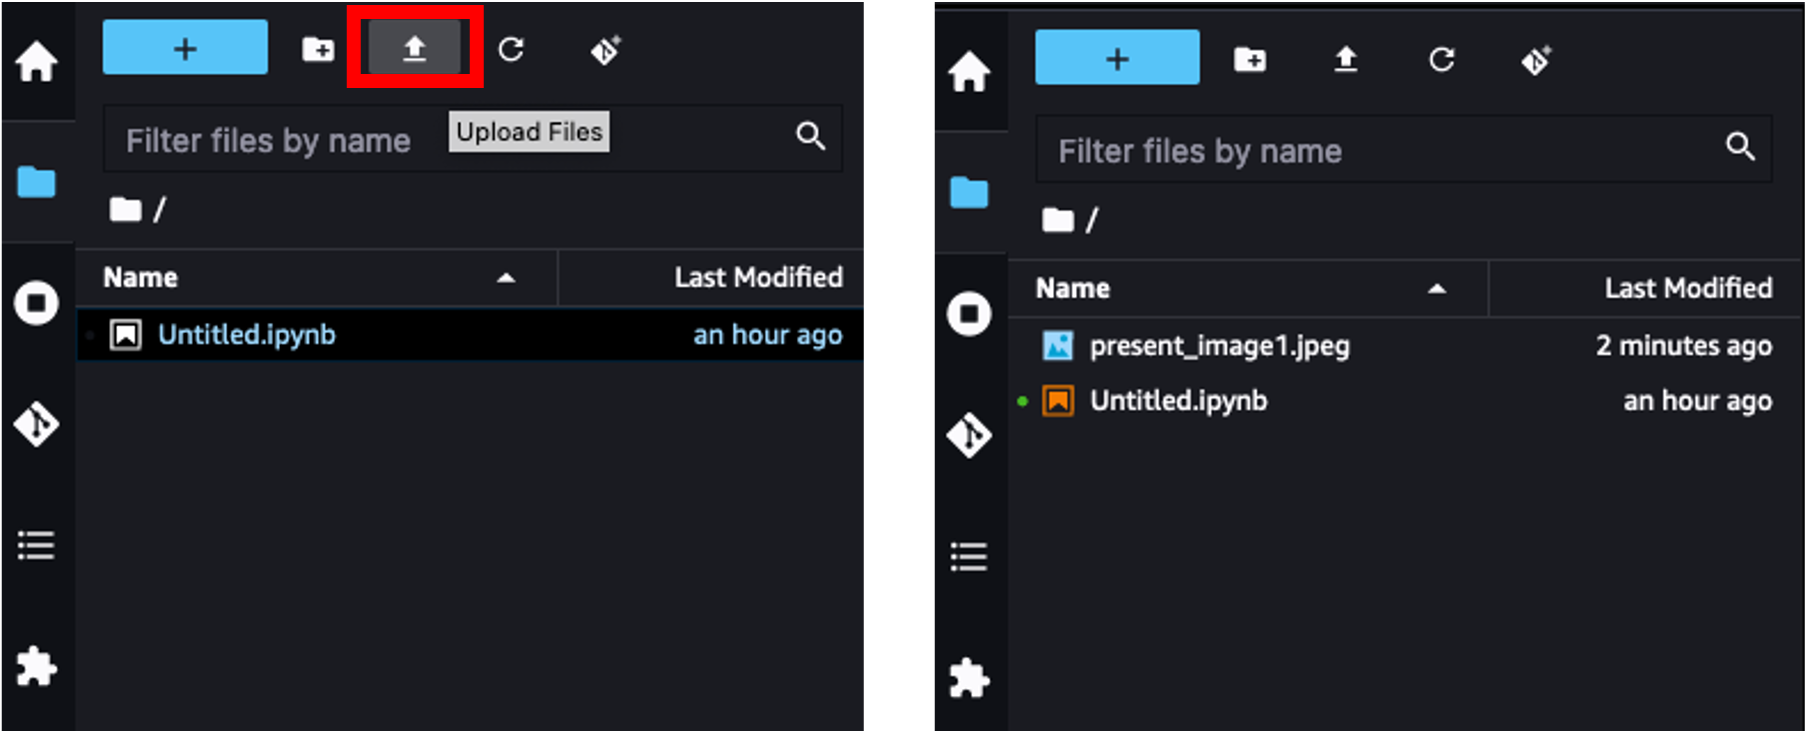 Filter files by name
Upload Files
/
Name Last Modified
Untitled.ipynb an hour ago
Filter files by name
/
Name Last Modified
present_image1.jpeg 2 minutes ago
Untitled.ipynb an hour ago